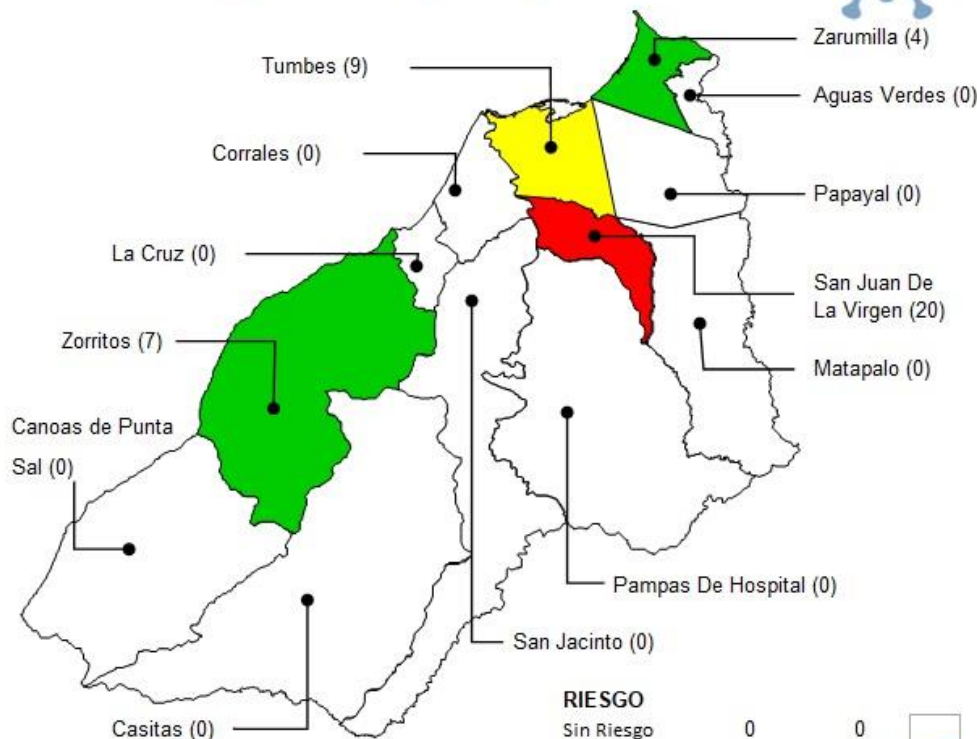 Zarumilla (4)
Tumbes (9)
Aguas Verdes (0)
Corrales (0)
Papayal (0)
La Cruz (0)
San Juan De
La Virgen (20)
Zorritos (7)
Matapalo (0)
Canoas de Punta
Sal (0)
Pampas De Hospital (0)
San Jacinto (0)
Casitas (0)
RIESGO
Sin Riesgo 0 0